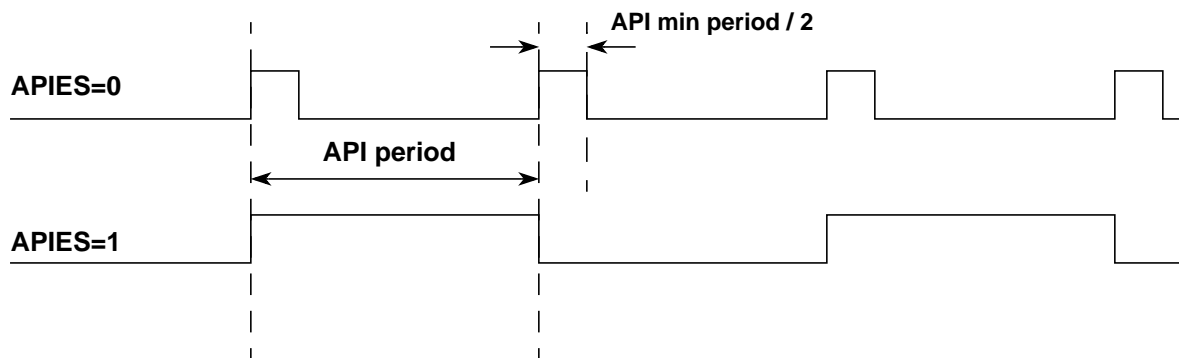 API min period / 2
APIES=0
API period
APIES=1